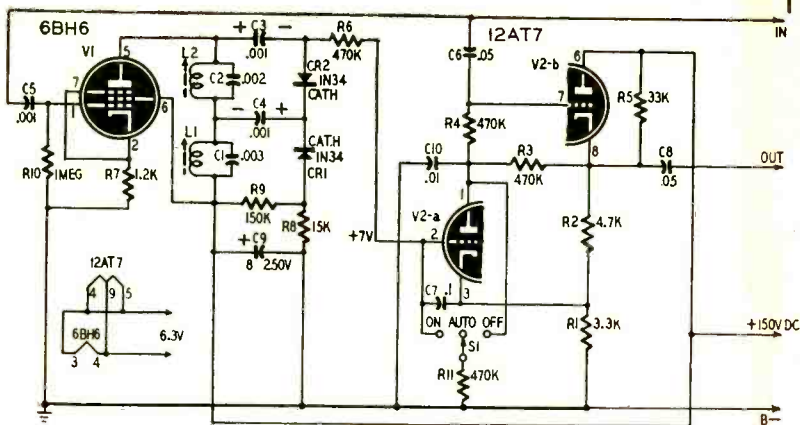 6BH6
V1
5
7
1
6
2
C5
.001
R10
1MEG
R7
1.2K
L2
C2
.002
L1
C1
.003
+ C3 -
.001
- C4 +
.001
R6
470K
CR2
IN34
CATH
CATH
IN34
CR1
R9
150K
R8
15K
+ C9
8 250V
+7V
C6
.05
12AT7
6
V2-b
7
8
R5
33K
IN
R4
470K
C10
.01
R3
470K
C8
.05
OUT
1
V2-a
2
3
C7
.1
R2
4.7K
R1
3.3K
ON AUTO OFF
S1
R11
470K
+150V DC
B-
12AT7
4 9 5
6BH6
3 4
6.3V